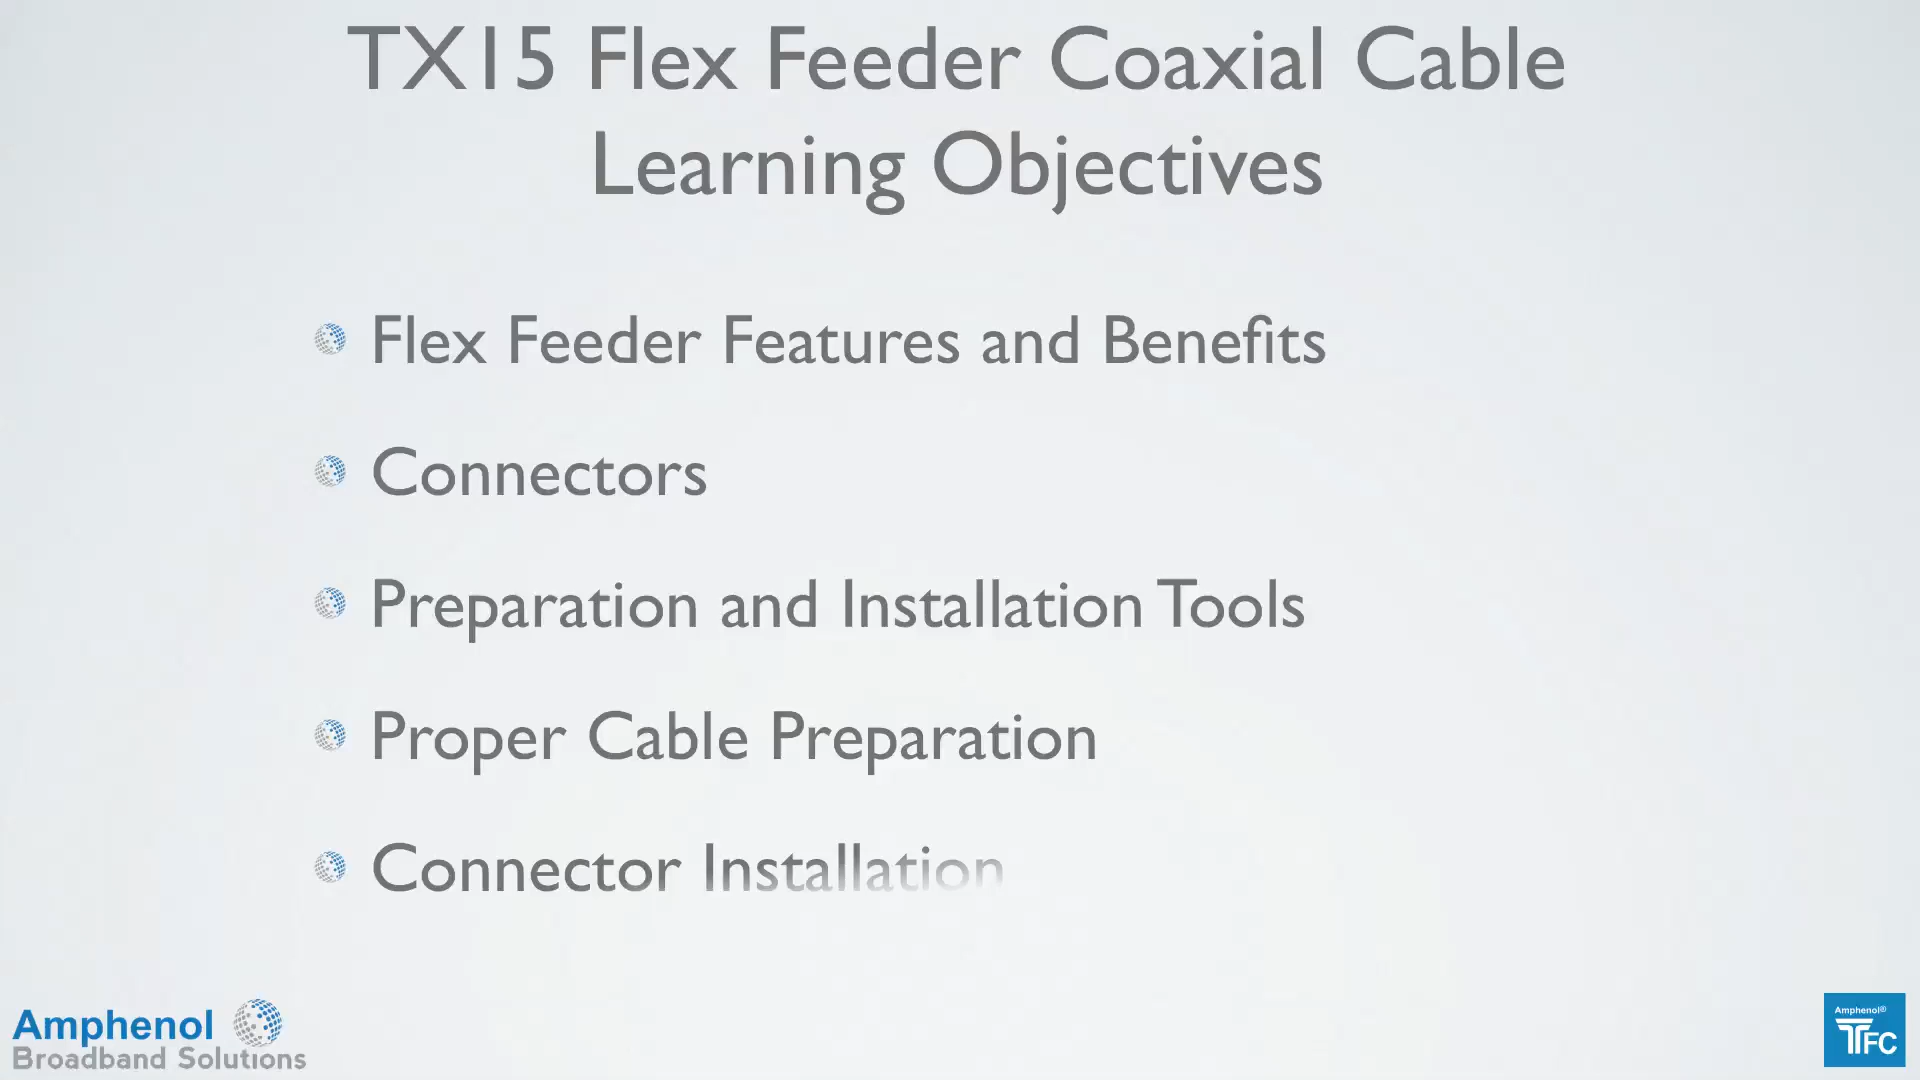 TX15 Flex Feeder Coaxial Cable
Learning Objectives
Flex Feeder Features and Benefits
Connectors
Preparation and Installation Tools
Proper Cable Preparation
Connector Installation
Amphenol
Broadband Solutions
Amphenol®
TFC